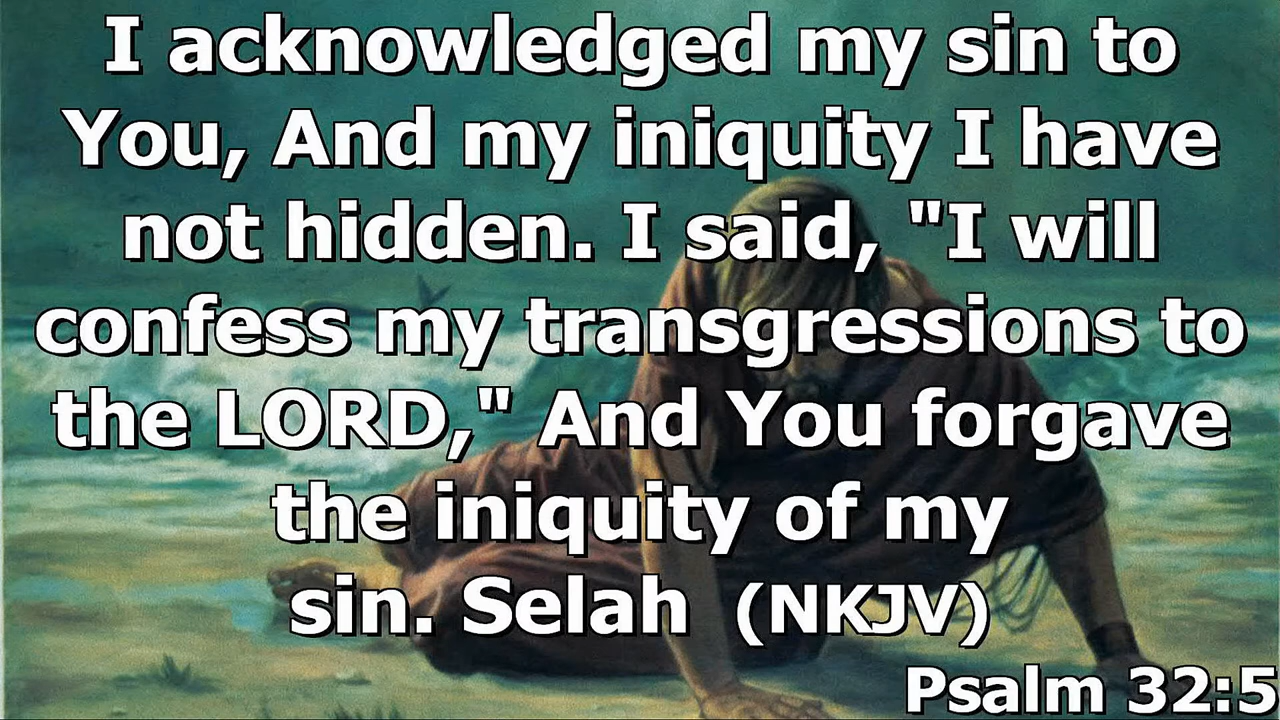 I acknowledged my sin to
You, And my iniquity I have
not hidden. I said, "I will
confess my transgressions to
the LORD," And You forgave
the iniquity of my
sin. Selah (NKJV)
Psalm 32:5